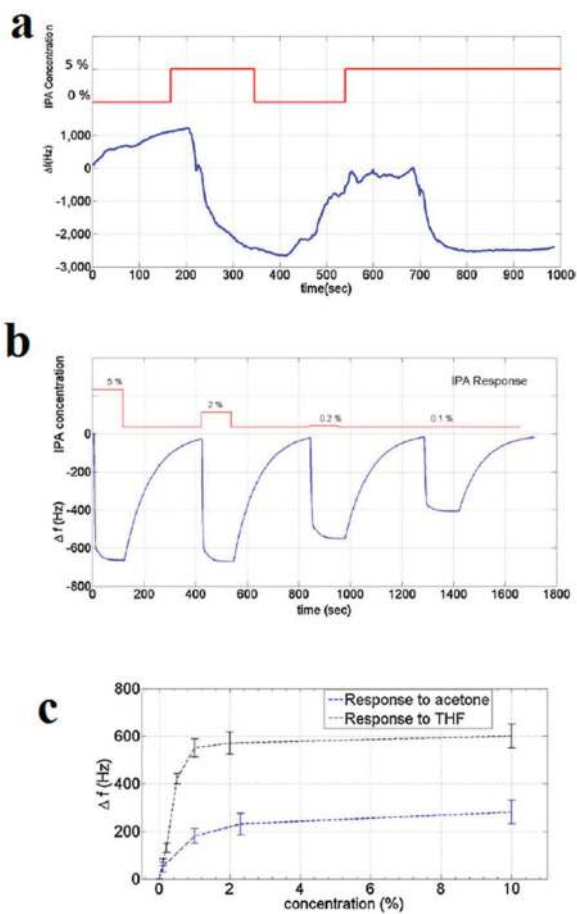 a
IPA Concentration
5 %
0 %
Δf(Hz)
1,000
0
-1,000
-2,000
-3,000
0 100 200 300 400 500 600 700 800 900 1000
time(sec)
b
IPA concentration
Δ f (Hz)
5 %
2 %
0.2 %
0.1 %
IPA Response
0
-200
-400
-600
-800
0 200 400 600 800 1000 1200 1400 1600 1800
time (sec)
c
Response to acetone
Response to THF
Δ f (Hz)
800
600
400
200
0
0 2 4 6 8 10
concentration (%)